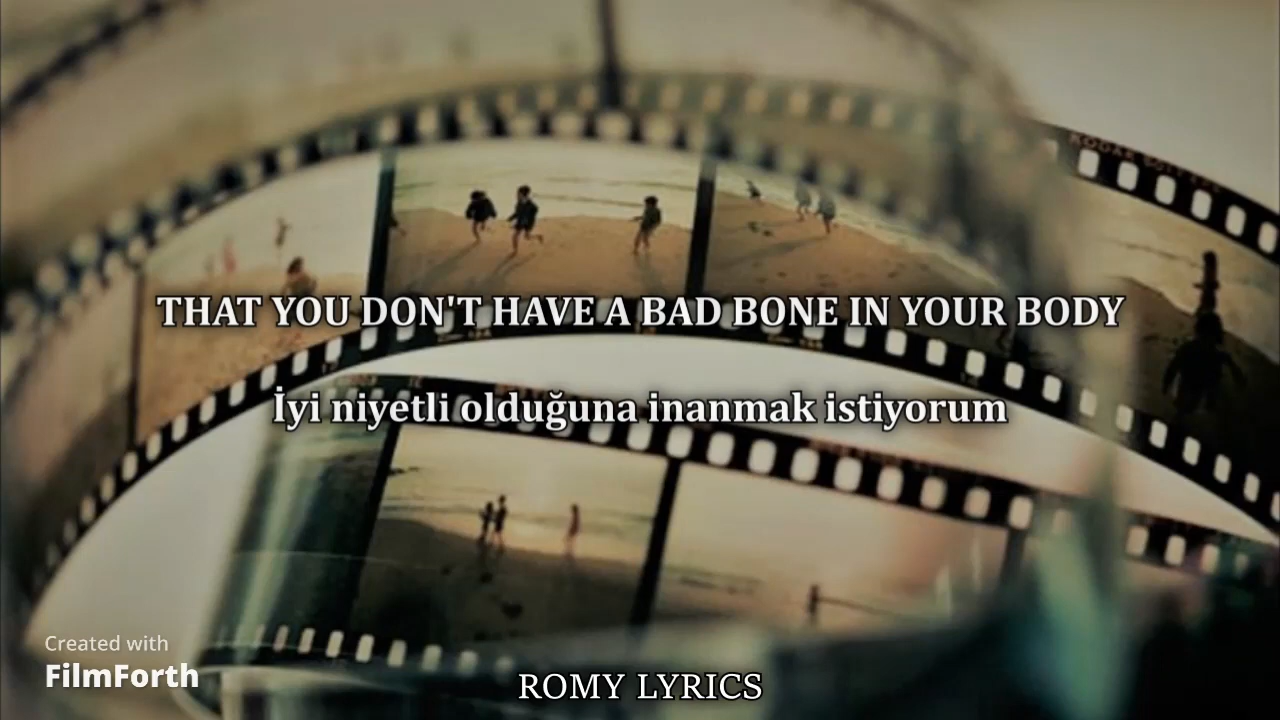 THAT YOU DON'T HAVE A BAD BONE IN YOUR BODY
İyi niyetli olduğuna inanmak istiyorum
Created with
FilmForth
ROMY LYRICS